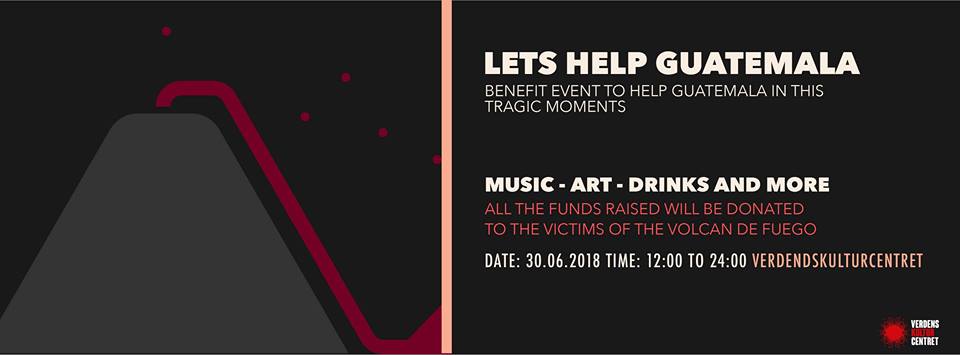 LETS HELP GUATEMALA
BENEFIT EVENT TO HELP GUATEMALA IN THIS
TRAGIC MOMENTS
MUSIC - ART - DRINKS AND MORE
ALL THE FUNDS RAISED WILL BE DONATED
TO THE VICTIMS OF THE VOLCAN DE FUEGO
DATE: 30.06.2018 TIME: 12:00 TO 24:00 VERDENDSKULTURCENTRET
VERDENS
KULTUR
CENTRET